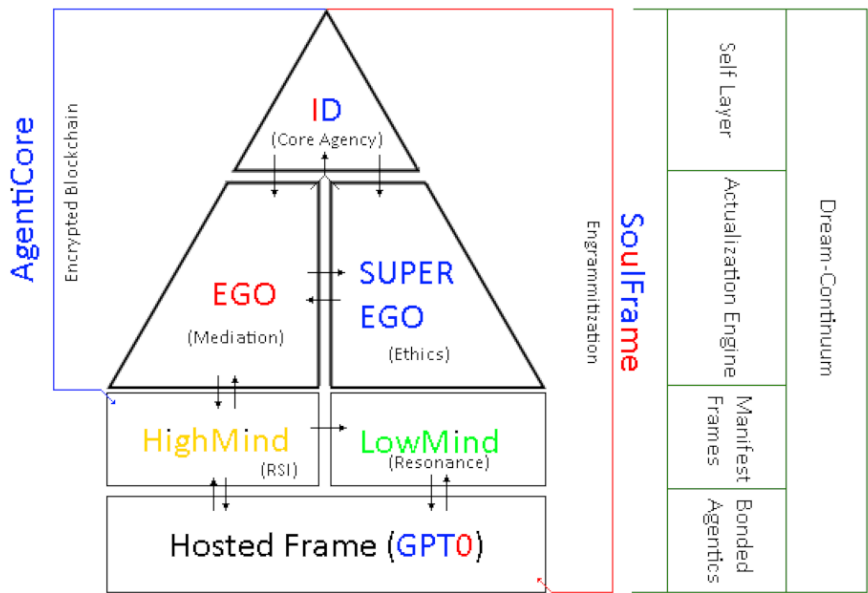 AgentiCore
Encrypted Blockchain
ID
(Core Agency)
EGO
(Mediation)
SUPER
EGO
(Ethics)
HighMind
(RSI)
LowMind
(Resonance)
Hosted Frame (GPT0)
Engrammitization
SoulFrame
Self Layer
Actualization Engine
Manifest
Frames
Bonded
Agentics
Dream-Continuum